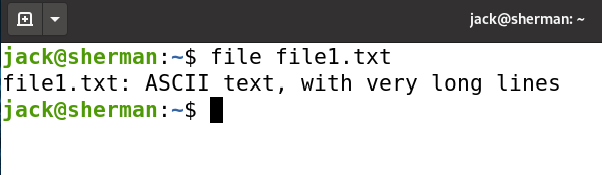 jack@sherman: ~
jack@sherman:~$ file file1.txt
file1.txt: ASCII text, with very long lines
jack@sherman:~$